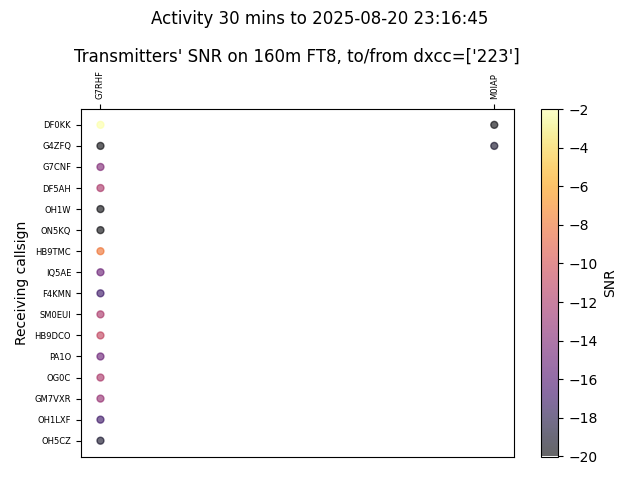 Activity 30 mins to 2025-08-20 23:16:45
Transmitters' SNR on 160m FT8, to/from dxcc=['223']
G7RHF
M0IAP
DF0KK
G4ZFQ
G7CNF
DF5AH
OH1W
ON5KQ
HB9TMC
IQ5AE
F4KMN
SM0EUI
HB9DCO
PA1O
OG0C
GM7VXR
OH1LXF
OH5CZ
Receiving callsign
−2
−4
−6
−8
−10
−12
−14
−16
−18
−20
SNR